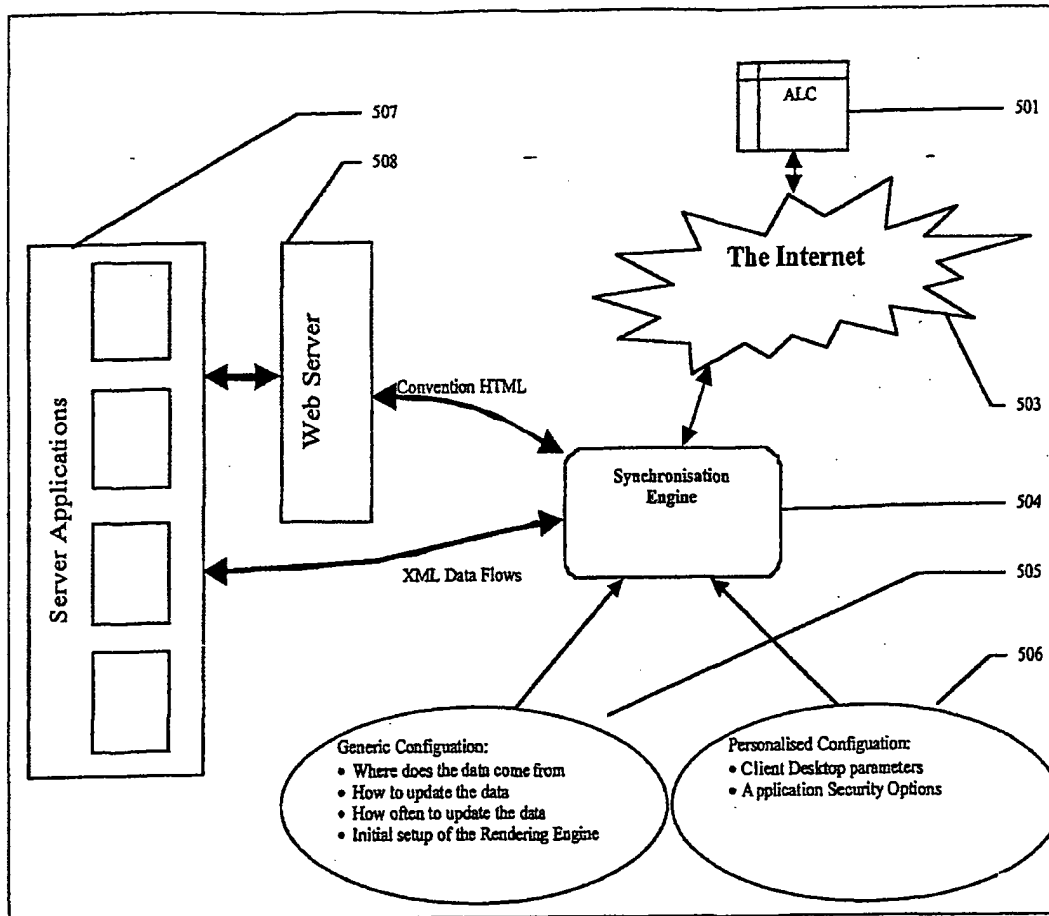 507
ALC
501
508
The Internet
Server Applications
Web Server
Convention HTML
503
Synchronisation
Engine
504
XML Data Flows
505
506
Generic Configuation:
• Where does the data come from
• How to update the data
• How often to update the data
• Initial setup of the Rendering Engine
Personalised Configuation:
• Client Desktop parameters
• Application Security Options